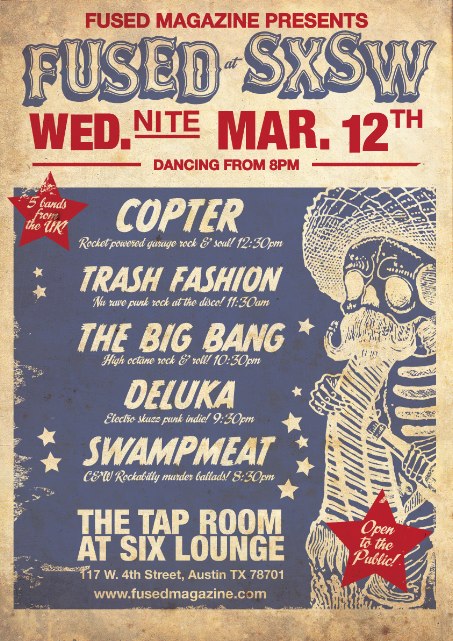 FUSED MAGAZINE PRESENTS
FUSED at SXSW
WED. NITE MAR. 12TH
DANCING FROM 8PM
5 bands
from
the UK!
COPTER
Rocket powered garage rock & soul! 12:30pm
TRASH FASHION
Nu rave punk rock at the disco! 11:30am
THE BIG BANG
High octane rock & roll! 10:30pm
DELUKA
Electro skuzz punk indie! 9:30pm
SWAMPMEAT
C&W Rockabilly murder ballads! 8:30pm
THE TAP ROOM
AT SIX LOUNGE
117 W. 4th Street, Austin TX 78701
www.fusedmagazine.com
Open
to the
Public!